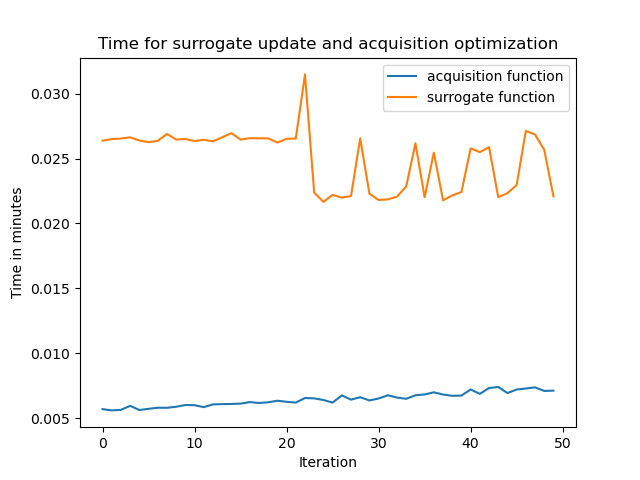 Time for surrogate update and acquisition optimization
acquisition function
surrogate function
0.030
0.025
0.020
0.015
0.010
0.005
Time in minutes
0 10 20 30 40 50
Iteration